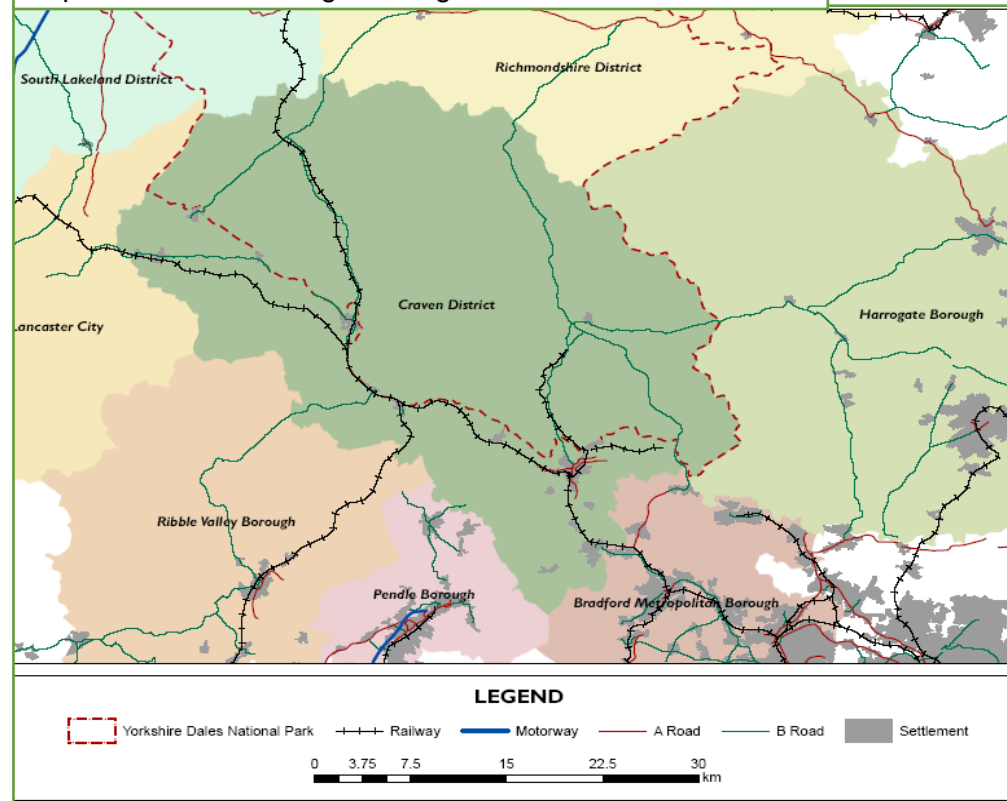 South Lakeland District
Richmondshire District
Craven District
Lancaster City
Harrogate Borough
Ribble Valley Borough
Pendle Borough
Bradford Metropolitan Borough
LEGEND
Yorkshire Dales National Park Railway Motorway A Road B Road Settlement
0 3.75 7.5 15 22.5 30
km